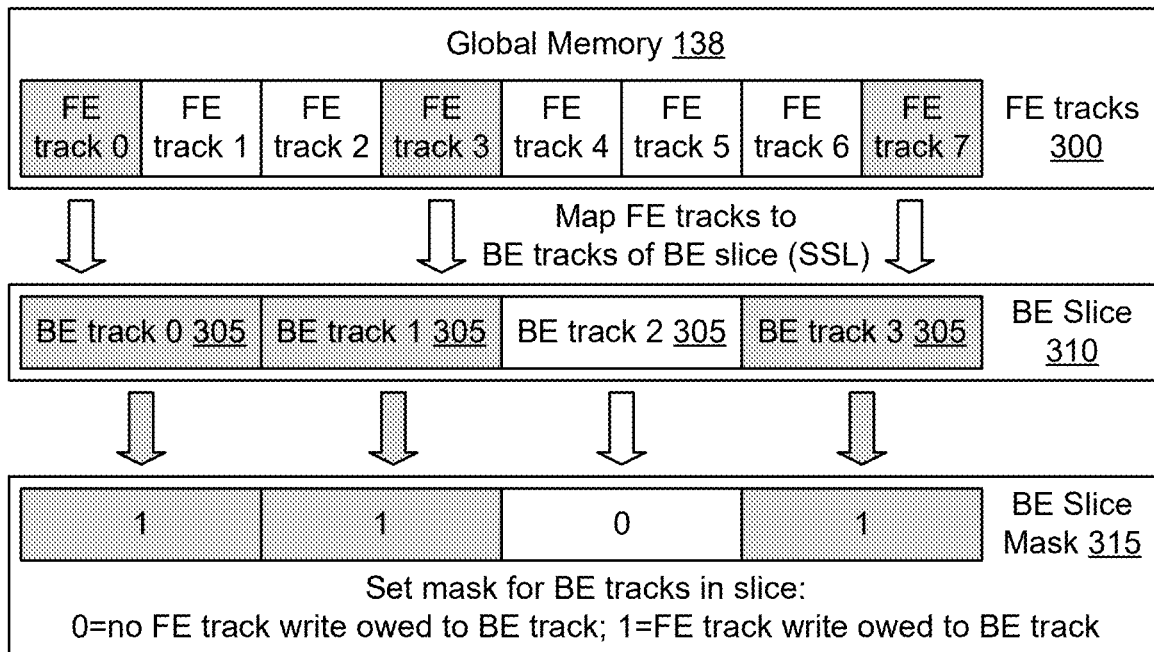 Global Memory 138
FE track 0
FE track 1
FE track 2
FE track 3
FE track 4
FE track 5
FE track 6
FE track 7
FE tracks
300
Map FE tracks to
BE tracks of BE slice (SSL)
BE track 0 305
BE track 1 305
BE track 2 305
BE track 3 305
BE Slice
310
1
1
0
1
BE Slice
Mask 315
Set mask for BE tracks in slice:
0=no FE track write owed to BE track; 1=FE track write owed to BE track